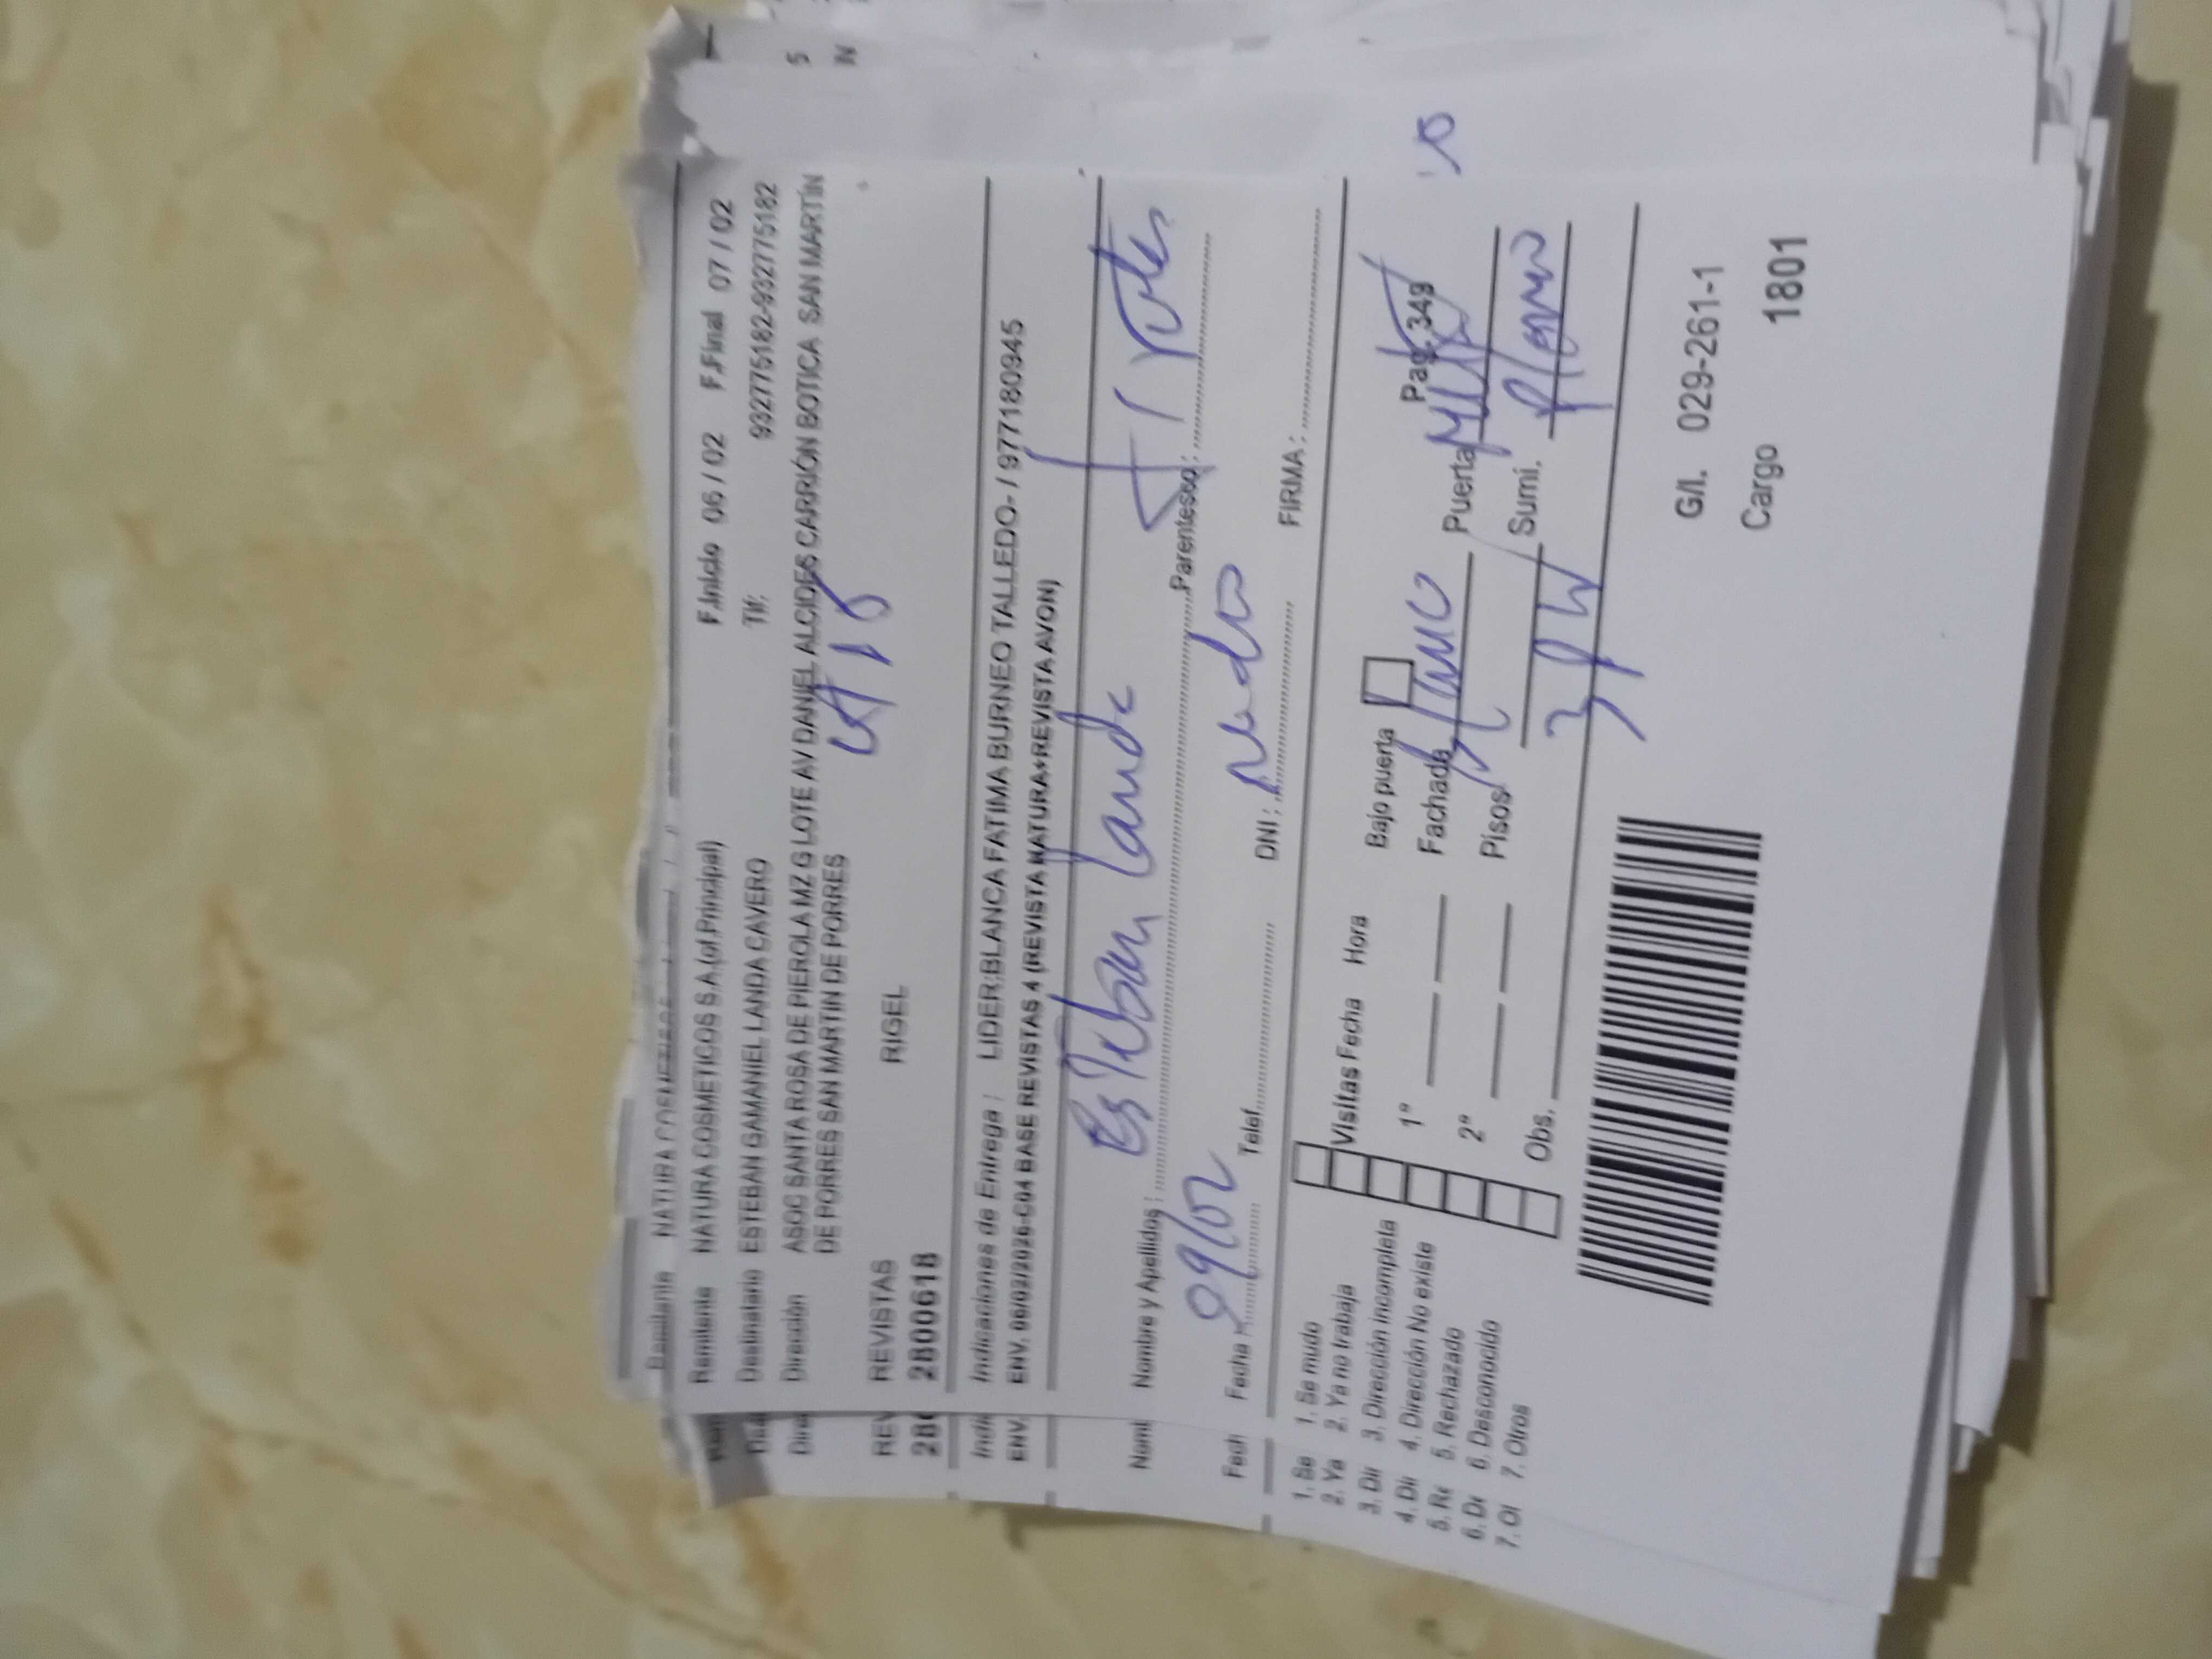 Remitente NATURA COSMETICOS S.A.(of.Principal) F.Inicio 06 / 02 F.Final 07 / 02
Destinatario ESTEBAN GAMANIEL LANDA CAVERO Tlf: 932775182-932775182
Dirección ASOC SANTA ROSA DE PIEROLA MZ G LOTE AV DANIEL ALCIDES CARRIÓN BOTICA SAN MARTÍN
DE PORRES SAN MARTIN DE PORRES
REVISTAS RIGEL
2800618
Indicaciones de Entrega : LIDER:BLANCA FATIMA BURNEO TALLEDO- / 977180945
ENV. 06/02/2026-C04 BASE REVISTAS 4 (REVISTA NATURA+REVISTA AVON)
Nombre y Apellidos : Esteban Landa Parentesco :
Fecha 09/02 Telef. DNI : FIRMA :
1. Se mudo
2. Ya no trabaja
3. Dirección incompleta
4. Dirección No existe
5. Rechazado
6. Desconocido
7. Otros
Visitas Fecha Hora Bajo puerta Pag. 349
1º Fachada Puerta
2º Pisos Sumi.
Obs.
G/I. 029-261-1
Cargo 1801